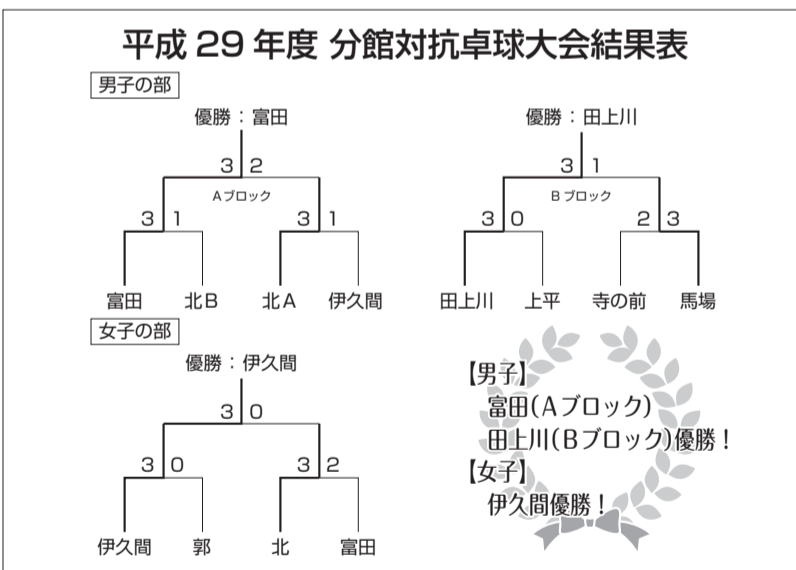 平成 29 年度 分館対抗卓球大会結果表
男子の部
優勝：富田
3 2
Aブロック
3 1 3 1
富田 北B 北A 伊久間
優勝：田上川
3 1
Bブロック
3 0 2 3
田上川 上平 寺の前 馬場
女子の部
優勝：伊久間
3 0
3 0 3 2
伊久間 郭 北 富田
【男子】
富田(Aブロック)
田上川(Bブロック)優勝！
【女子】
伊久間優勝！